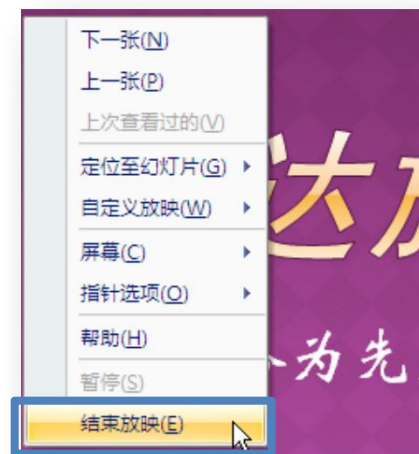 下一张(N)
上一张(P)
上次查看过的(V)
定位至幻灯片(G)
自定义放映(W)
屏幕(C)
指针选项(O)
帮助(H)
暂停(S)
结束放映(E)
达
为先